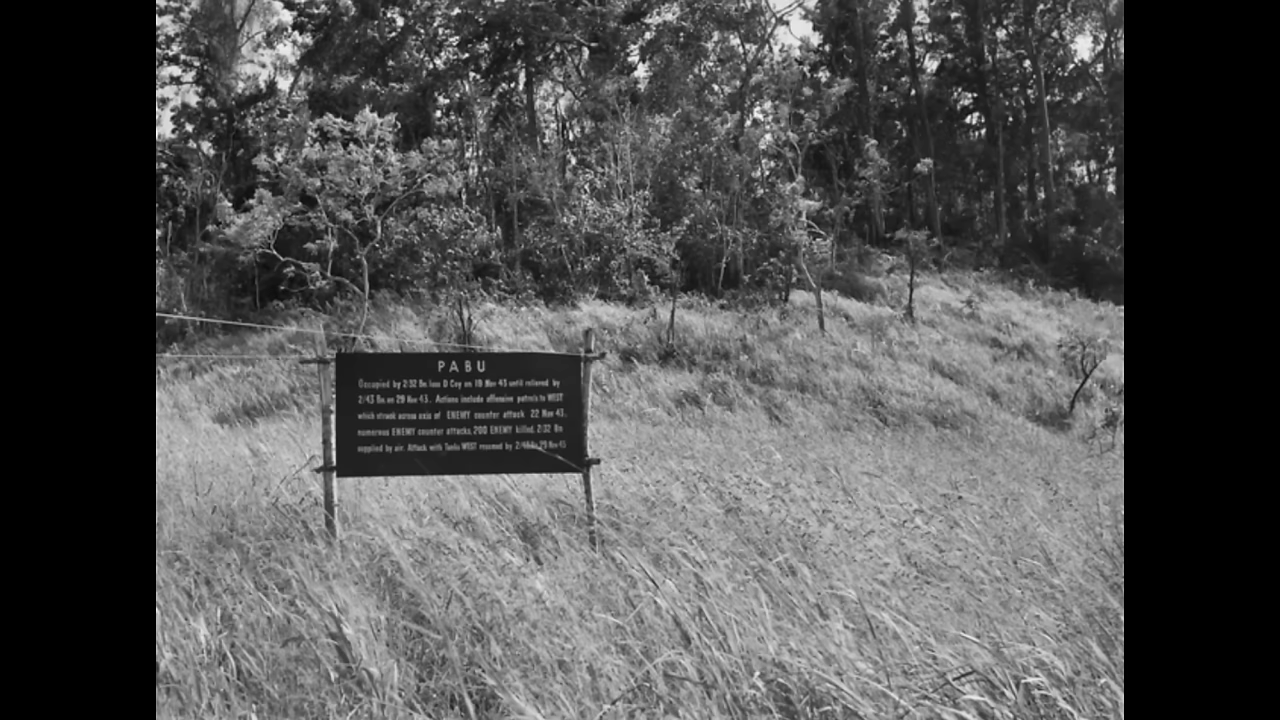 PABU
Occupied by 2/32 Bn. less D Coy on 19 Nov 43 until relieved by
2/43 Bn. on 29 Nov 43. Actions include offensive patrols to WEST
which struck across axis of ENEMY counter attack 22 Nov 43,
numerous ENEMY counter attacks, 200 ENEMY killed, 2/32 Bn
supplied by air. Attack with Tanks WEST resumed by 29 Nov 43